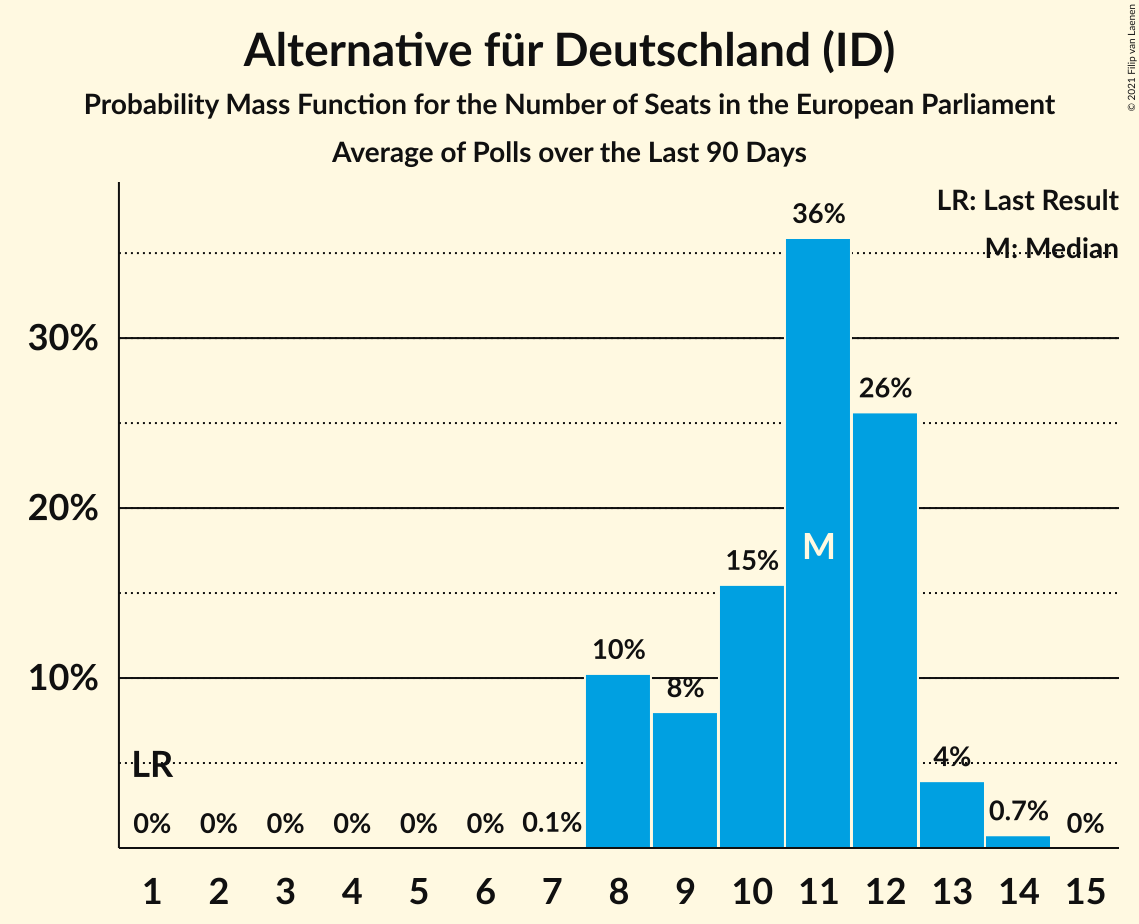 Alternative für Deutschland (ID)
Probability Mass Function for the Number of Seats in the European Parliament
Average of Polls over the Last 90 Days
© 2021 Filip van Laenen
LR: Last Result
M: Median
36%
30%
26%
20%
M
15%
10%
10%
8%
LR
4%
0% 0% 0% 0% 0% 0% 0.1% 0.7% 0%
1 2 3 4 5 6 7 8 9 10 11 12 13 14 15